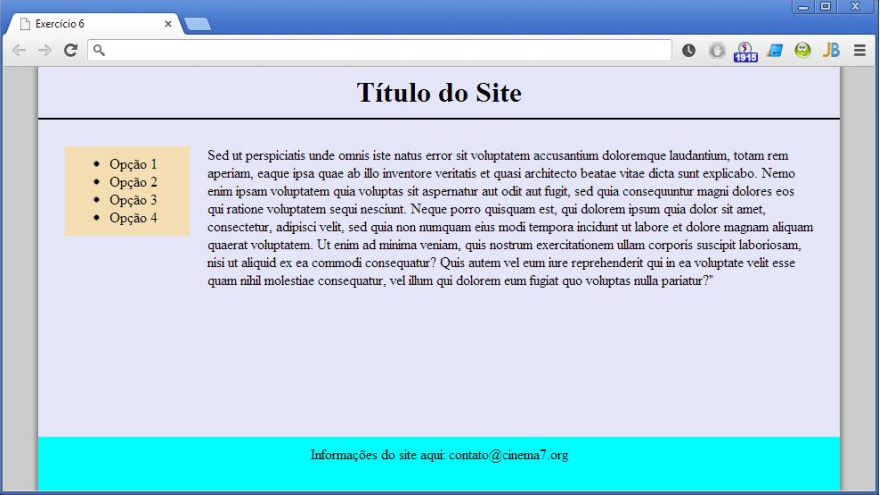 Exercício 6
1915
JB
Título do Site
Opção 1
Opção 2
Opção 3
Opção 4
Sed ut perspiciatis unde omnis iste natus error sit voluptatem accusantium doloremque laudantium, totam rem
aperiam, eaque ipsa quae ab illo inventore veritatis et quasi architecto beatae vitae dicta sunt explicabo. Nemo
enim ipsam voluptatem quia voluptas sit aspernatur aut odit aut fugit, sed quia consequuntur magni dolores eos
qui ratione voluptatem sequi nesciunt. Neque porro quisquam est, qui dolorem ipsum quia dolor sit amet,
consectetur, adipisci velit, sed quia non numquam eius modi tempora incidunt ut labore et dolore magnam aliquam
quaerat voluptatem. Ut enim ad minima veniam, quis nostrum exercitationem ullam corporis suscipit laboriosam,
nisi ut aliquid ex ea commodi consequatur? Quis autem vel eum iure reprehenderit qui in ea voluptate velit esse
quam nihil molestiae consequatur, vel illum qui dolorem eum fugiat quo voluptas nulla pariatur?"
Informações do site aqui: contato@cinema7.org